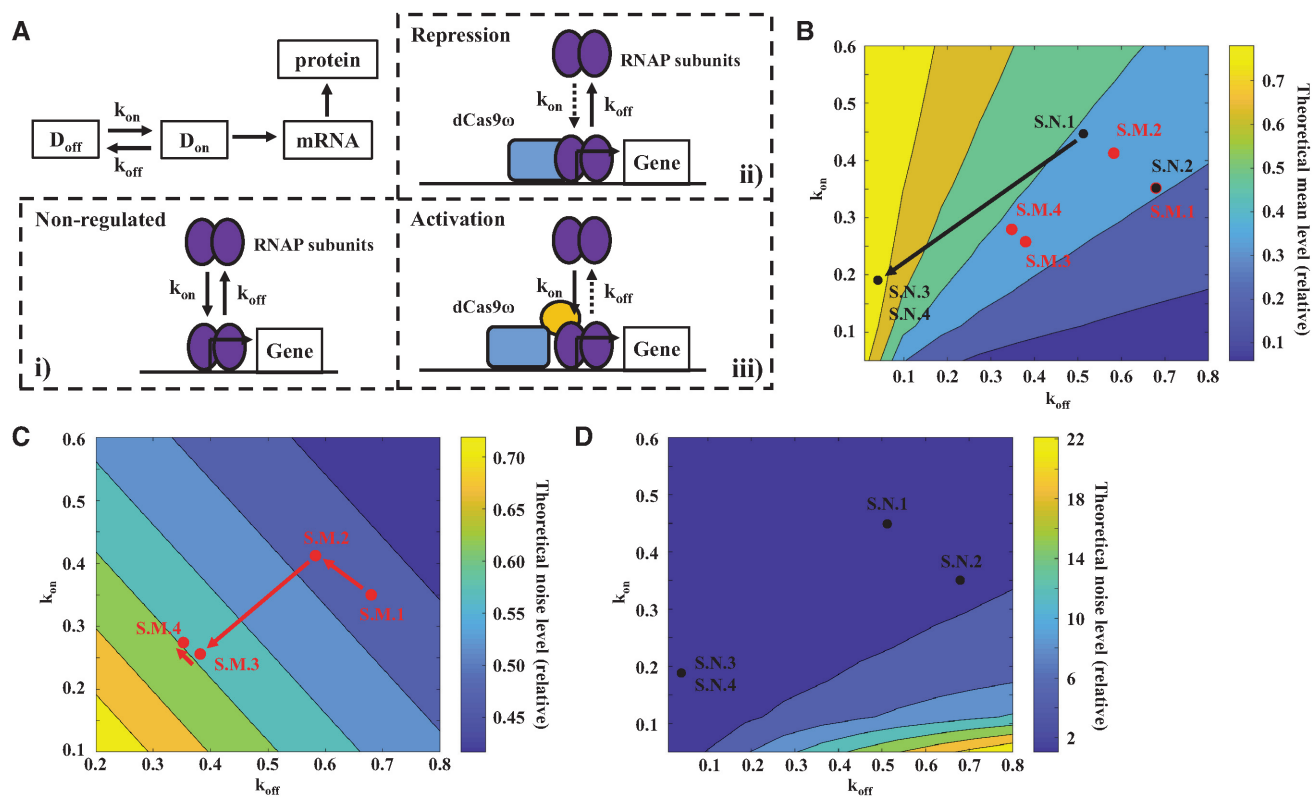 A
protein
k_on
D_off
D_on
mRNA
k_off
Repression
RNAP subunits
k_on
k_off
dCas9ω
Gene
ii)
Non-regulated
RNAP subunits
k_on
k_off
Gene
i)
Activation
RNAP subunits
k_on
k_off
dCas9ω
Gene
iii)
B
0.6
0.5
0.4
0.3
0.2
0.1
k_on
S.N.1
S.M.2
S.N.2
S.M.1
S.M.4
S.M.3
S.N.3
S.N.4
0.1 0.2 0.3 0.4 0.5 0.6 0.7 0.8
k_off
0.7
0.6
0.5
0.4
0.3
0.2
0.1
Theoretical mean level (relative)
C
0.6
0.5
0.4
0.3
0.2
0.1
k_on
S.M.2
S.M.1
S.M.4
S.M.3
0.2 0.3 0.4 0.5 0.6 0.7 0.8
k_off
0.70
0.65
0.60
0.55
0.50
0.45
Theoretical noise level (relative)
D
0.6
0.5
0.4
0.3
0.2
0.1
k_on
S.N.1
S.N.2
S.N.3
S.N.4
0.1 0.2 0.3 0.4 0.5 0.6 0.7 0.8
k_off
22
18
14
10
6
2
Theoretical noise level (relative)